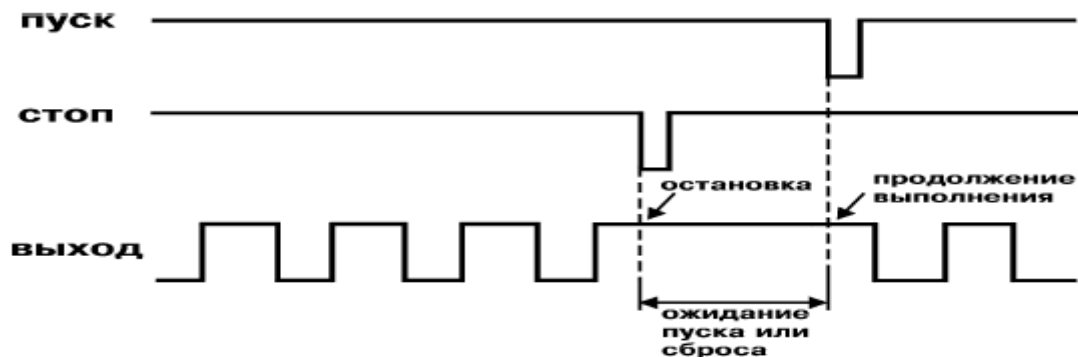 пуск
стоп
остановка
продолжение
выполнения
выход
ожидание
пуска или
сброса